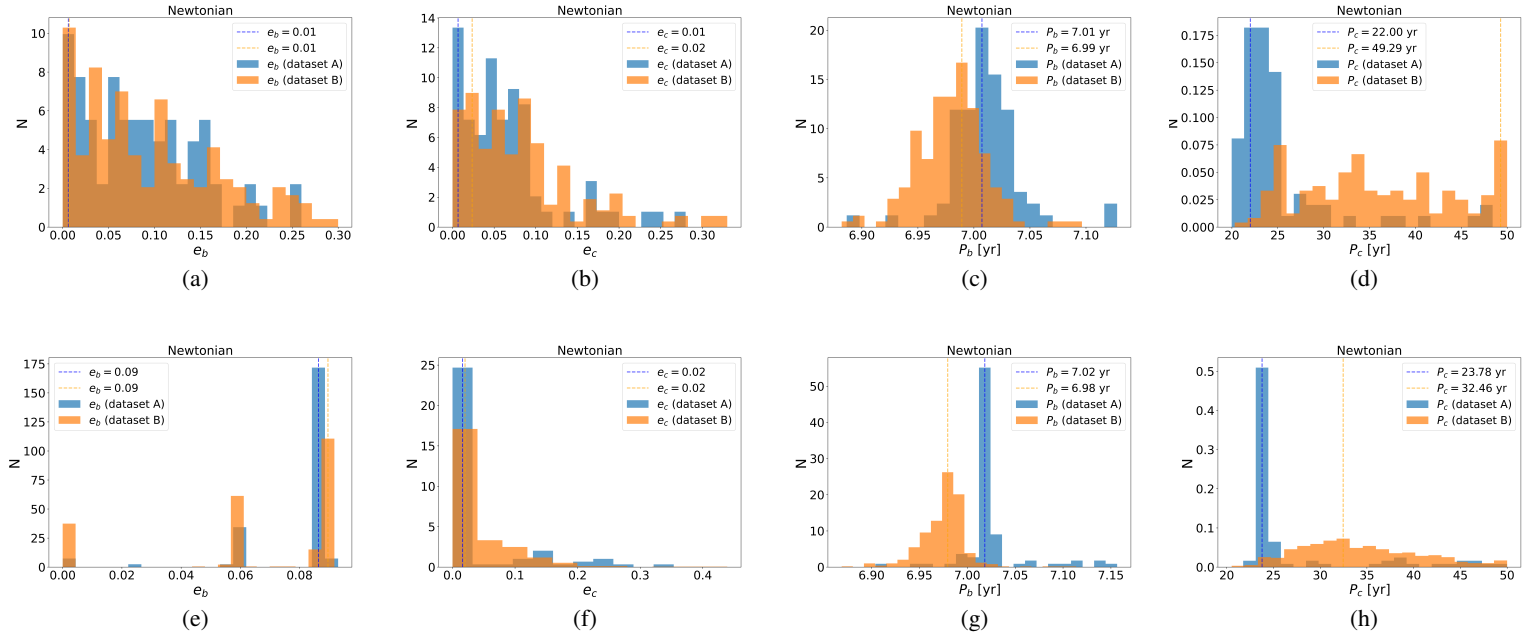 Newtonian
e_b = 0.01
e_b = 0.01
e_b (dataset A)
e_b (dataset B)
N
10
8
6
4
2
0
0.00 0.05 0.10 0.15 0.20 0.25 0.30
e_b
(a)
Newtonian
e_c = 0.01
e_c = 0.02
e_c (dataset A)
e_c (dataset B)
N
14
12
10
8
6
4
2
0
0.00 0.05 0.10 0.15 0.20 0.25 0.30
e_c
(b)
Newtonian
P_b = 7.01 yr
P_b = 6.99 yr
P_b (dataset A)
P_b (dataset B)
N
20
15
10
5
0
6.90 6.95 7.00 7.05 7.10
P_b [yr]
(c)
Newtonian
P_c = 22.00 yr
P_c = 49.29 yr
P_c (dataset A)
P_c (dataset B)
N
0.175
0.150
0.125
0.100
0.075
0.050
0.025
0.000
20 25 30 35 40 45 50
P_c [yr]
(d)
Newtonian
e_b = 0.09
e_b = 0.09
e_b (dataset A)
e_b (dataset B)
N
175
150
125
100
75
50
25
0
0.00 0.02 0.04 0.06 0.08
e_b
(e)
Newtonian
e_c = 0.02
e_c = 0.02
e_c (dataset A)
e_c (dataset B)
N
25
20
15
10
5
0
0.0 0.1 0.2 0.3 0.4
e_c
(f)
Newtonian
P_b = 7.02 yr
P_b = 6.98 yr
P_b (dataset A)
P_b (dataset B)
N
50
40
30
20
10
0
6.90 6.95 7.00 7.05 7.10 7.15
P_b [yr]
(g)
Newtonian
P_c = 23.78 yr
P_c = 32.46 yr
P_c (dataset A)
P_c (dataset B)
N
0.5
0.4
0.3
0.2
0.1
0.0
20 25 30 35 40 45 50
P_c [yr]
(h)